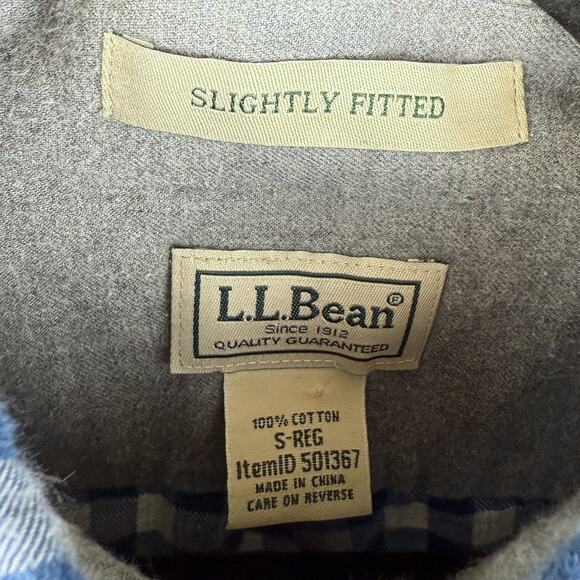 SLIGHTLY FITTED
L.L.Bean®
Since 1912
QUALITY GUARANTEED
100% COTTON
S-REG
ItemID 501367
MADE IN CHINA
CARE ON REVERSE